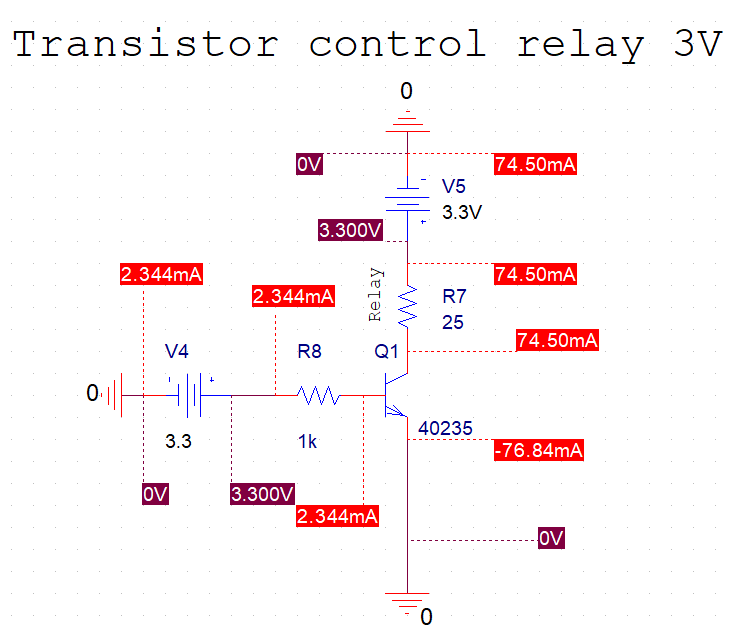 Transistor control relay 3V
0
0V
74.50mA
V5
3.3V
3.300V
2.344mA
74.50mA
2.344mA
Relay
R7
25
74.50mA
V4
R8
Q1
0
3.3
1k
40235
-76.84mA
0V
3.300V
2.344mA
0V
0